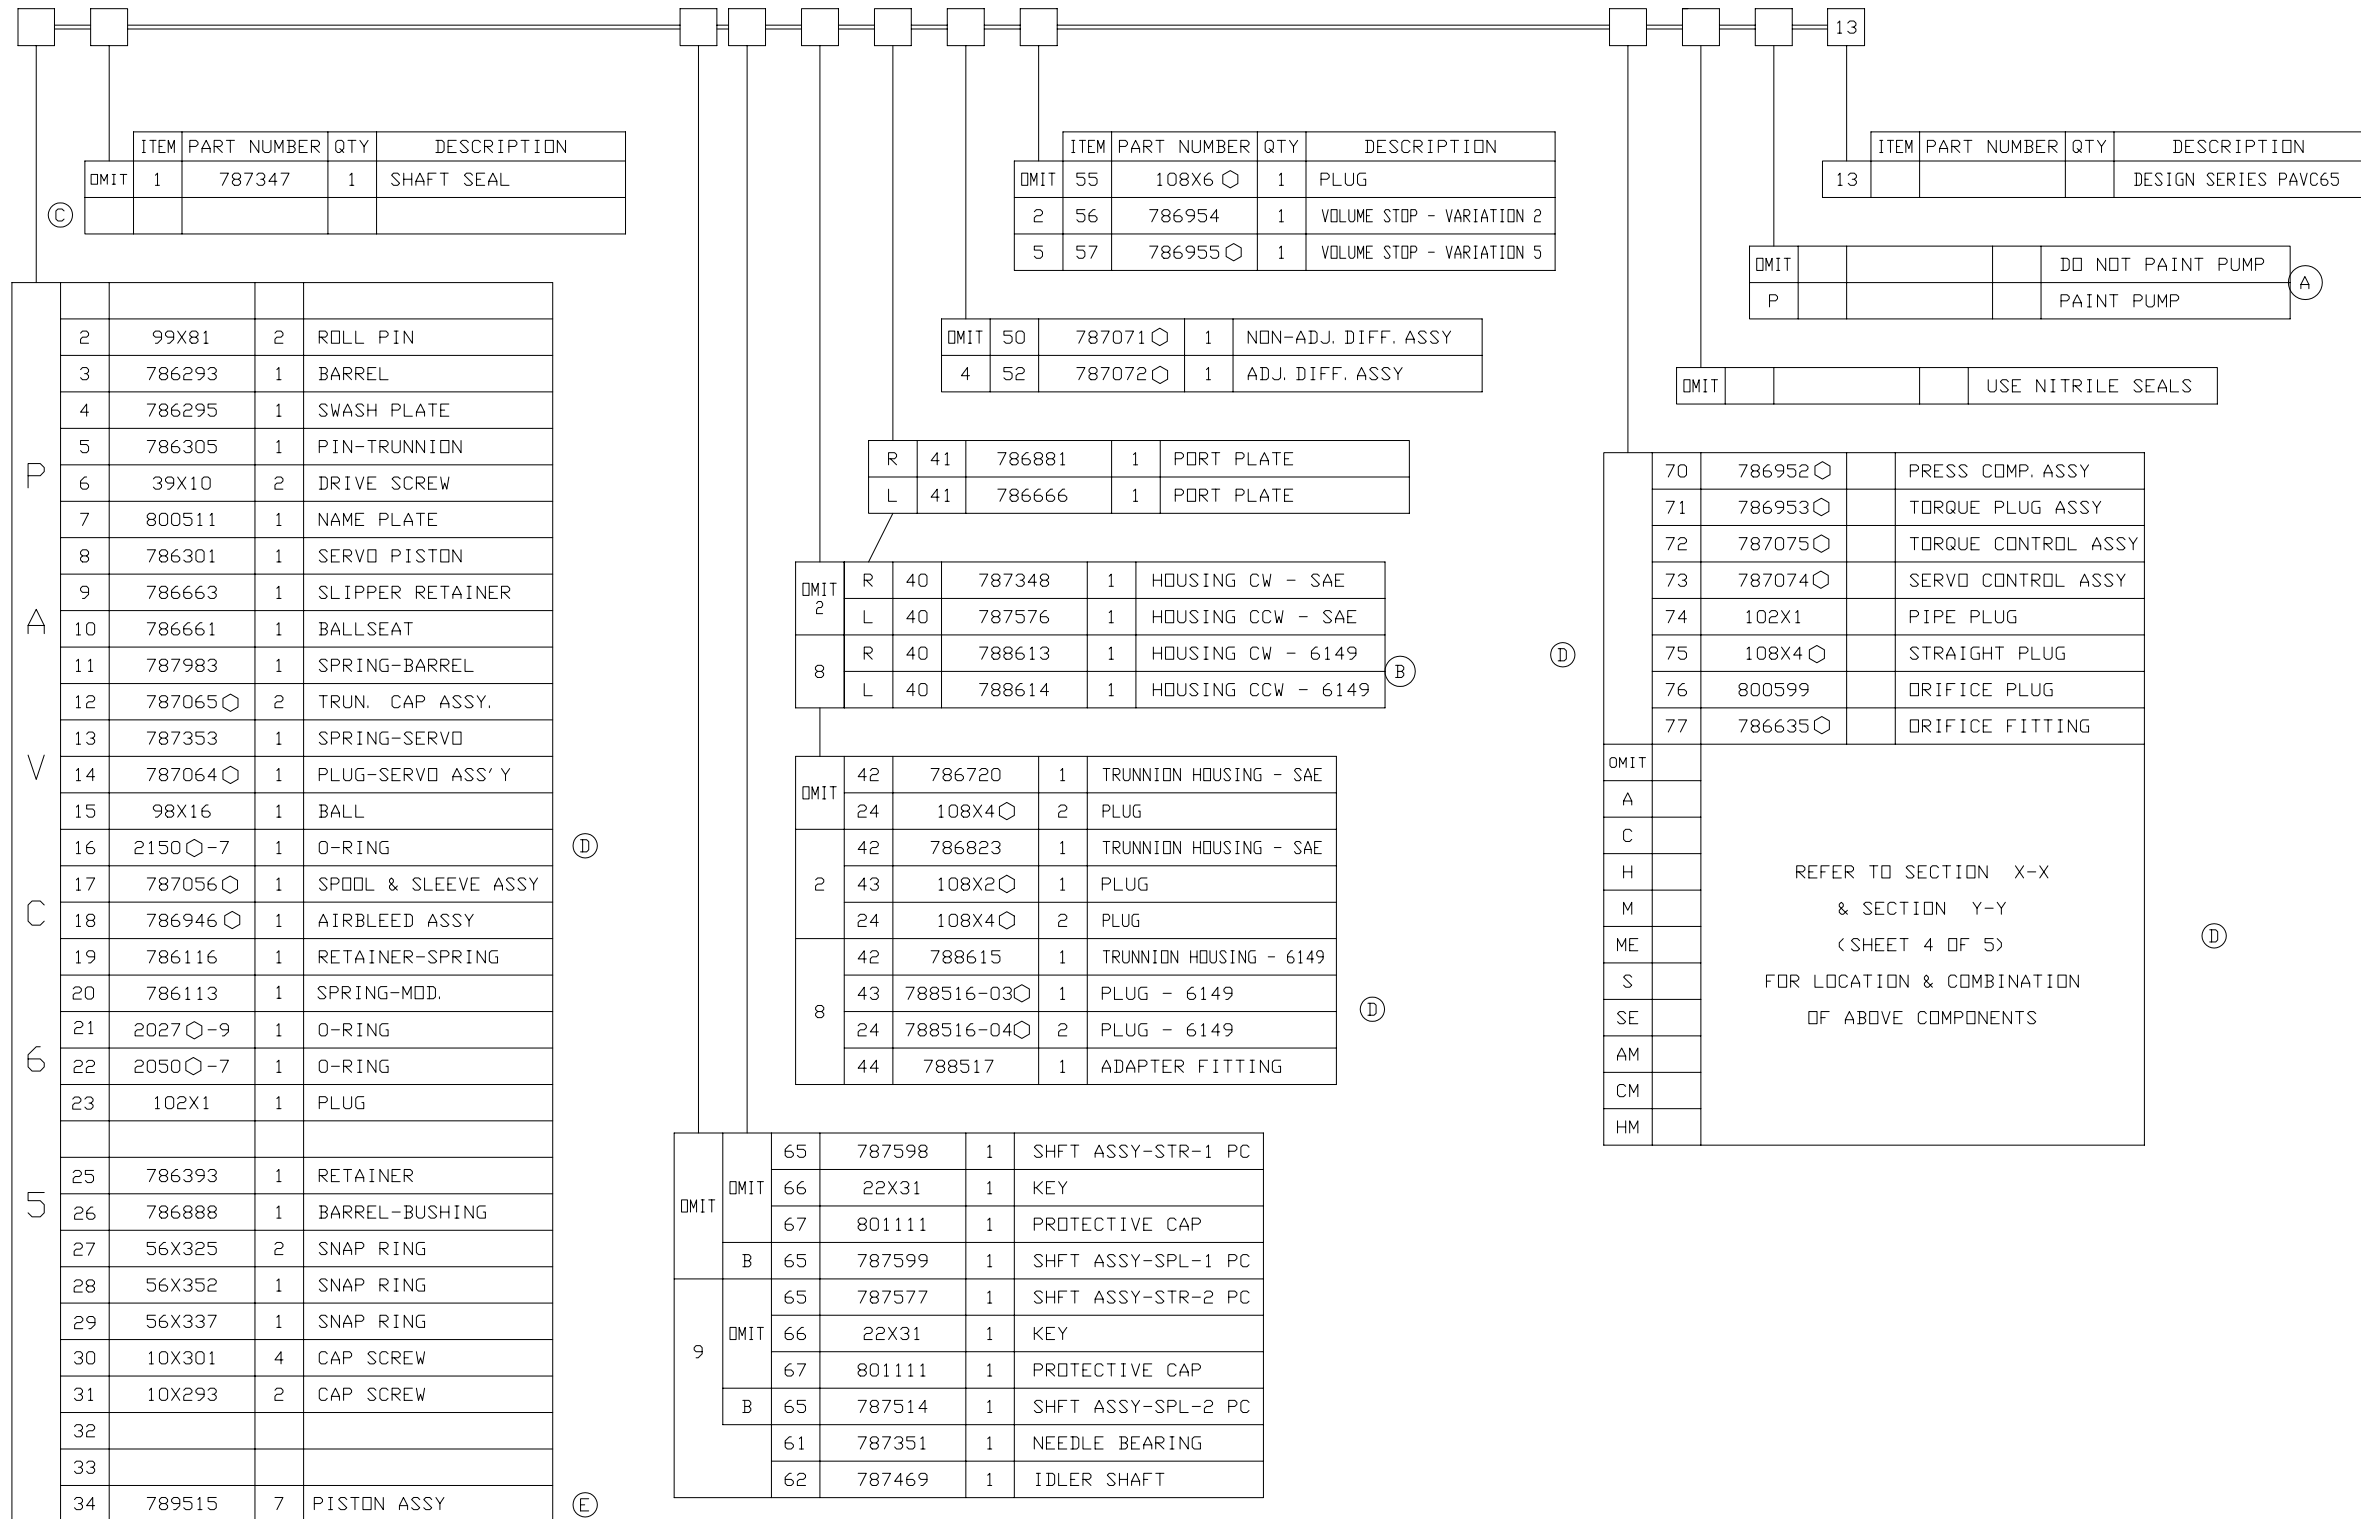 13
ITEM PART NUMBER QTY DESCRIPTION
OMIT 1 787347 1 SHAFT SEAL
C
P A V C 6 5
2 99X81 2 ROLL PIN
3 786293 1 BARREL
4 786295 1 SWASH PLATE
5 786305 1 PIN-TRUNNION
6 39X10 2 DRIVE SCREW
7 800511 1 NAME PLATE
8 786301 1 SERVO PISTON
9 786663 1 SLIPPER RETAINER
10 786661 1 BALLSEAT
11 787983 1 SPRING-BARREL
12 787065⬡ 2 TRUN. CAP ASSY.
13 787353 1 SPRING-SERVO
14 787064⬡ 1 PLUG-SERVO ASS'Y
15 98X16 1 BALL
16 2150⬡-7 1 O-RING
D
17 787056⬡ 1 SPOOL & SLEEVE ASSY
18 786946⬡ 1 AIRBLEED ASSY
19 786116 1 RETAINER-SPRING
20 786113 1 SPRING-MOD.
21 2027⬡-9 1 O-RING
22 2050⬡-7 1 O-RING
23 102X1 1 PLUG
25 786393 1 RETAINER
26 786888 1 BARREL-BUSHING
27 56X325 2 SNAP RING
28 56X352 1 SNAP RING
29 56X337 1 SNAP RING
30 10X301 4 CAP SCREW
31 10X293 2 CAP SCREW
32
33
34 789515 7 PISTON ASSY
E
ITEM PART NUMBER QTY DESCRIPTION
OMIT 55 108X6⬡ 1 PLUG
2 56 786954 1 VOLUME STOP - VARIATION 2
5 57 786955⬡ 1 VOLUME STOP - VARIATION 5
OMIT 50 787071⬡ 1 NON-ADJ. DIFF. ASSY
4 52 787072⬡ 1 ADJ. DIFF. ASSY
R 41 786881 1 PORT PLATE
L 41 786666 1 PORT PLATE
OMIT 2
R 40 787348 1 HOUSING CW - SAE
L 40 787576 1 HOUSING CCW - SAE
8
R 40 788613 1 HOUSING CW - 6149
L 40 788614 1 HOUSING CCW - 6149
B
OMIT
42 786720 1 TRUNNION HOUSING - SAE
24 108X4⬡ 2 PLUG
2
42 786823 1 TRUNNION HOUSING - SAE
43 108X2⬡ 1 PLUG
24 108X4⬡ 2 PLUG
8
42 788615 1 TRUNNION HOUSING - 6149
43 788516-03⬡ 1 PLUG - 6149
24 788516-04⬡ 2 PLUG - 6149
44 788517 1 ADAPTER FITTING
D
OMIT
OMIT
65 787598 1 SHFT ASSY-STR-1 PC
66 22X31 1 KEY
67 801111 1 PROTECTIVE CAP
B 65 787599 1 SHFT ASSY-SPL-1 PC
9
OMIT
65 787577 1 SHFT ASSY-STR-2 PC
66 22X31 1 KEY
67 801111 1 PROTECTIVE CAP
B 65 787514 1 SHFT ASSY-SPL-2 PC
61 787351 1 NEEDLE BEARING
62 787469 1 IDLER SHAFT
ITEM PART NUMBER QTY DESCRIPTION
13 DESIGN SERIES PAVC65
OMIT DO NOT PAINT PUMP
P PAINT PUMP
A
OMIT USE NITRILE SEALS
70 786952⬡ PRESS COMP. ASSY
71 786953⬡ TORQUE PLUG ASSY
72 787075⬡ TORQUE CONTROL ASSY
73 787074⬡ SERVO CONTROL ASSY
74 102X1 PIPE PLUG
D
75 108X4⬡ STRAIGHT PLUG
76 800599 ORIFICE PLUG
77 786635⬡ ORIFICE FITTING
OMIT
A
C
H
M
ME
S
SE
AM
CM
HM
REFER TO SECTION X-X
& SECTION Y-Y
(SHEET 4 OF 5)
FOR LOCATION & COMBINATION
OF ABOVE COMPONENTS
D